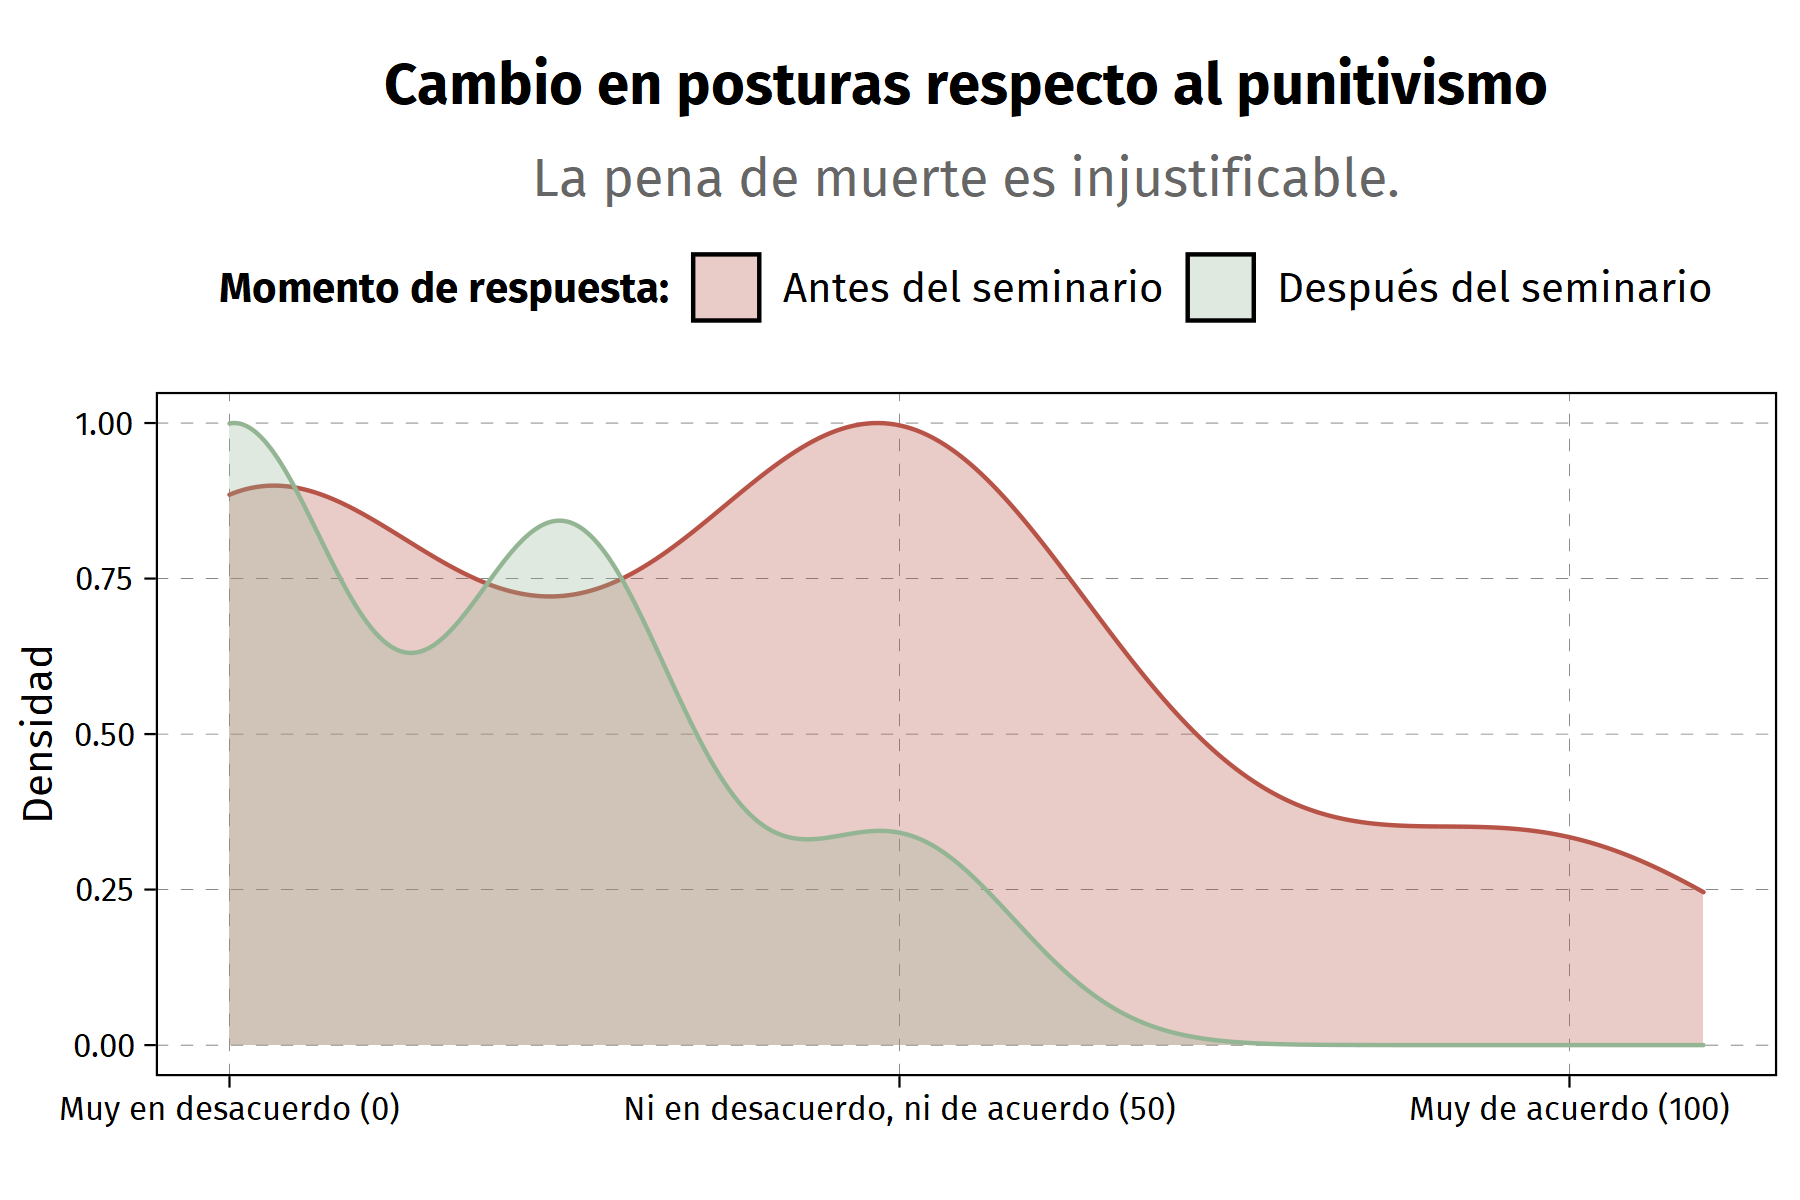 Cambio en posturas respecto al punitivismo
La pena de muerte es injustificable.
Momento de respuesta: Antes del seminario Después del seminario
Densidad
1.00
0.75
0.50
0.25
0.00
Muy en desacuerdo (0) Ni en desacuerdo, ni de acuerdo (50) Muy de acuerdo (100)